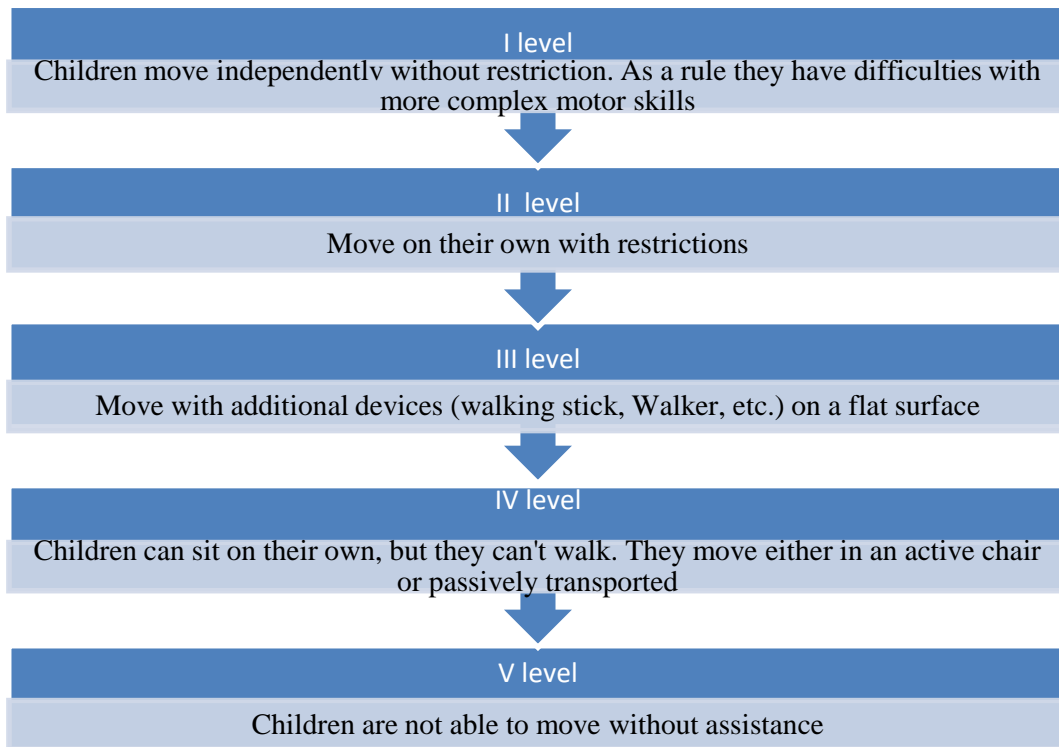 I level
Children move independently without restriction. As a rule they have difficulties with
more complex motor skills
II level
Move on their own with restrictions
III level
Move with additional devices (walking stick, Walker, etc.) on a flat surface
IV level
Children can sit on their own, but they can't walk. They move either in an active chair
or passively transported
V level
Children are not able to move without assistance